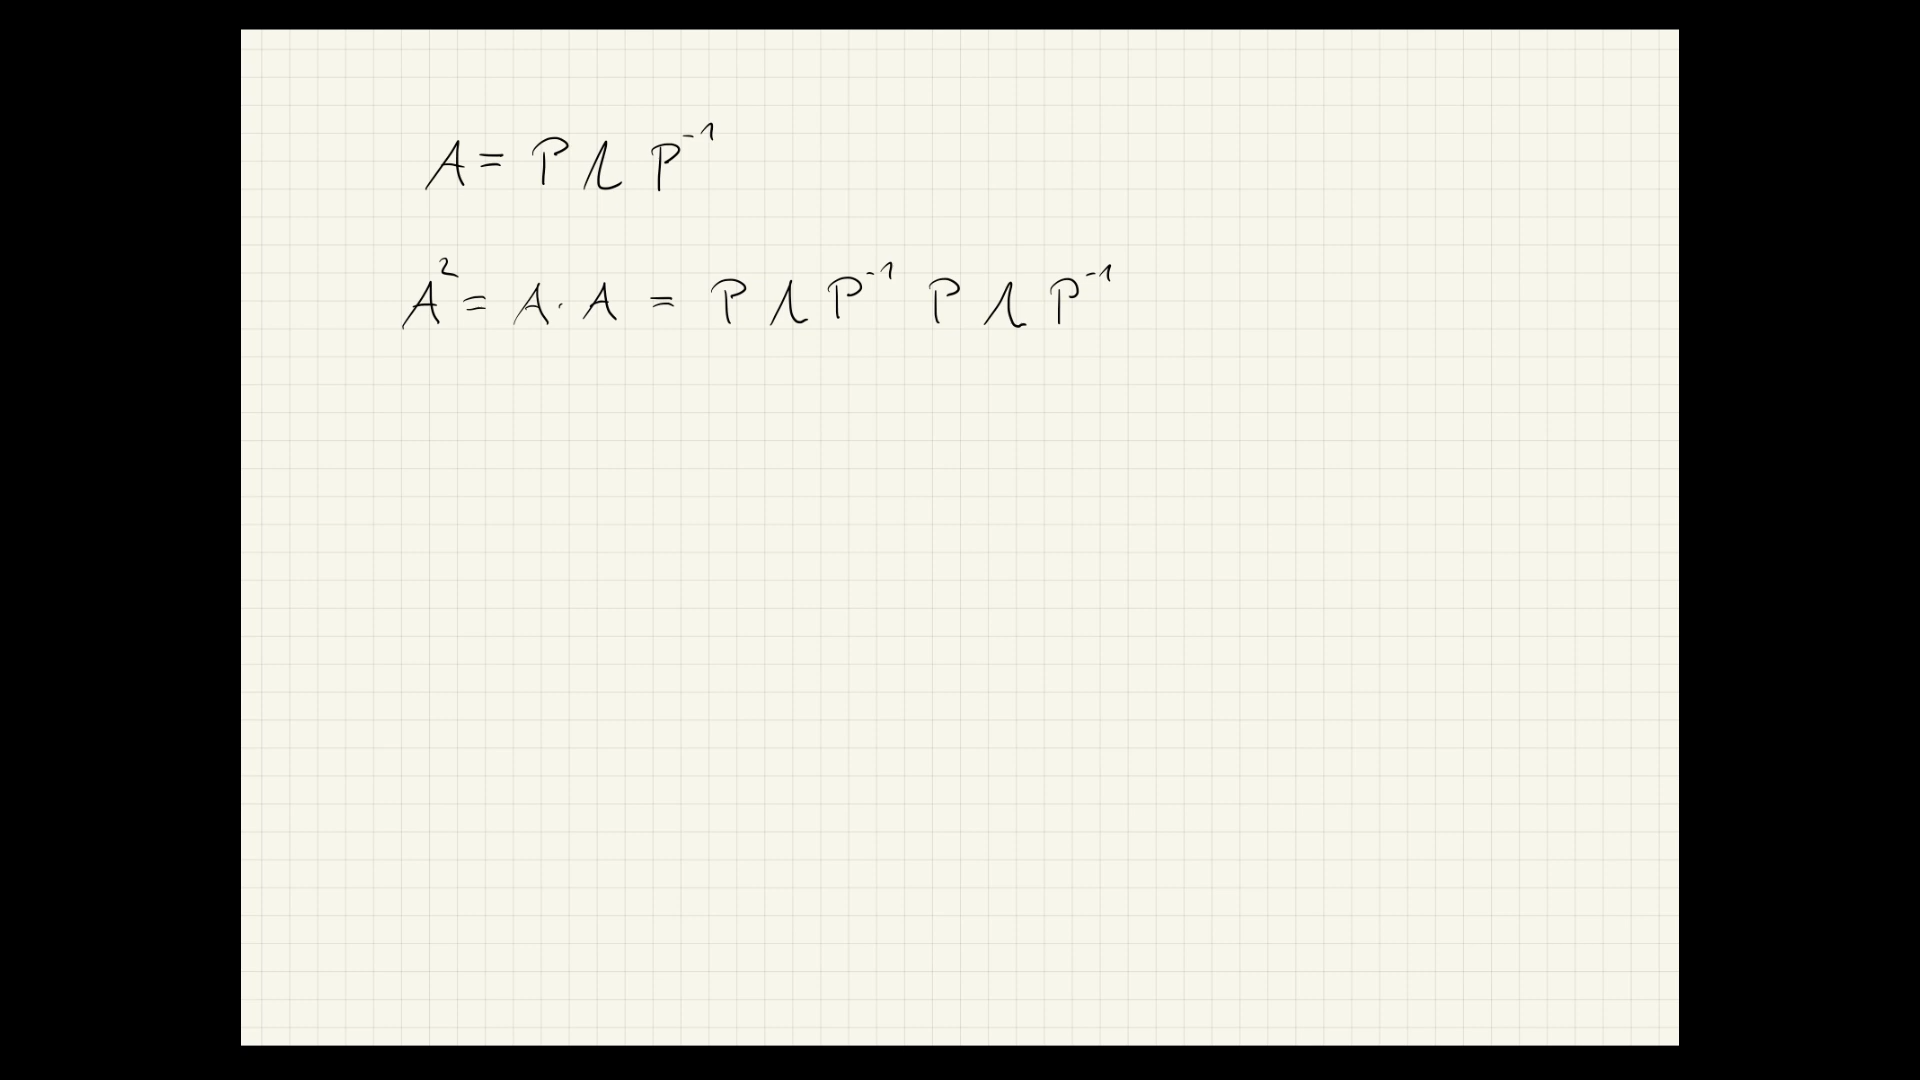 A = P Λ P⁻¹
A² = A · A = P Λ P⁻¹ P Λ P⁻¹